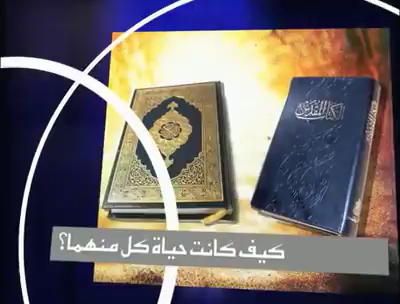 الكتاب المقدس
كيف كانت حياة كل منهما؟